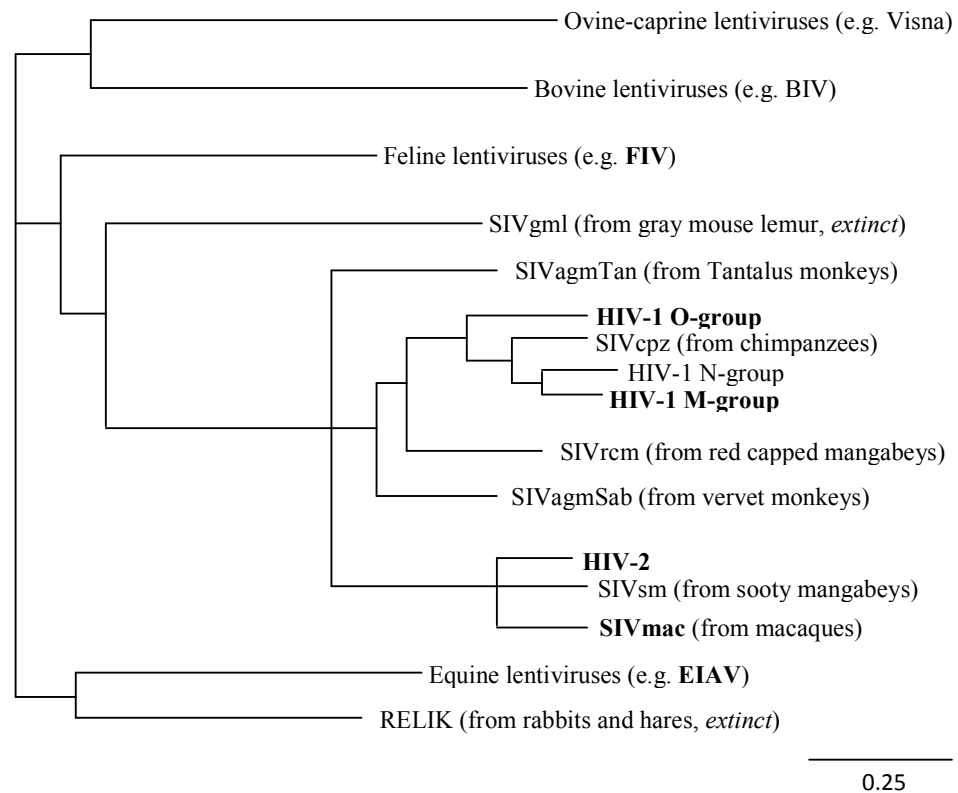 Ovine-caprine lentiviruses (e.g. Visna)
Bovine lentiviruses (e.g. BIV)
Feline lentiviruses (e.g. FIV)
SIVgml (from gray mouse lemur, extinct)
SIVagmTan (from Tantalus monkeys)
HIV-1 O-group
SIVcpz (from chimpanzees)
HIV-1 N-group
HIV-1 M-group
SIVrcm (from red capped mangabeys)
SIVagmSab (from vervet monkeys)
HIV-2
SIVsm (from sooty mangabeys)
SIVmac (from macaques)
Equine lentiviruses (e.g. EIAV)
RELIK (from rabbits and hares, extinct)
0.25